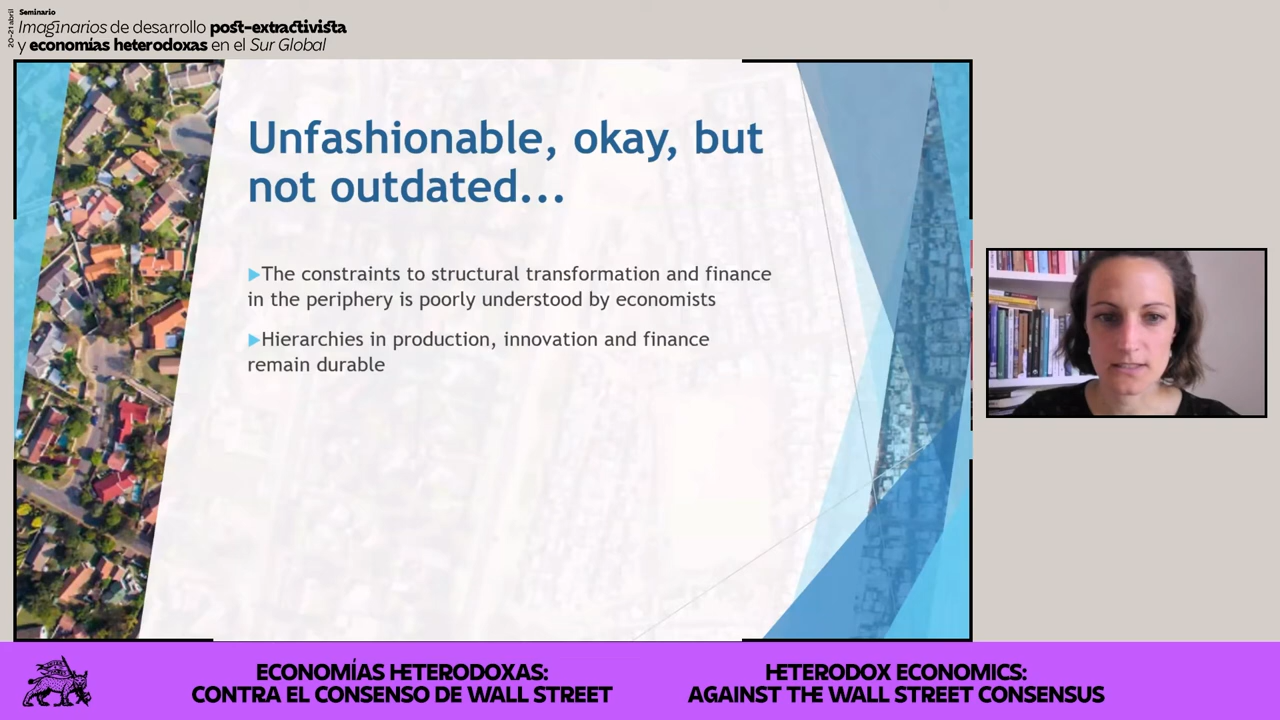 20–21 abril
Seminario
Imaginarios de desarrollo post-extractivista
y economías heterodoxas en el Sur Global
Unfashionable, okay, but
not outdated...
The constraints to structural transformation and finance
in the periphery is poorly understood by economists
Hierarchies in production, innovation and finance
remain durable
ECONOMÍAS HETERODOXAS:
CONTRA EL CONSENSO DE WALL STREET
HETERODOX ECONOMICS:
AGAINST THE WALL STREET CONSENSUS